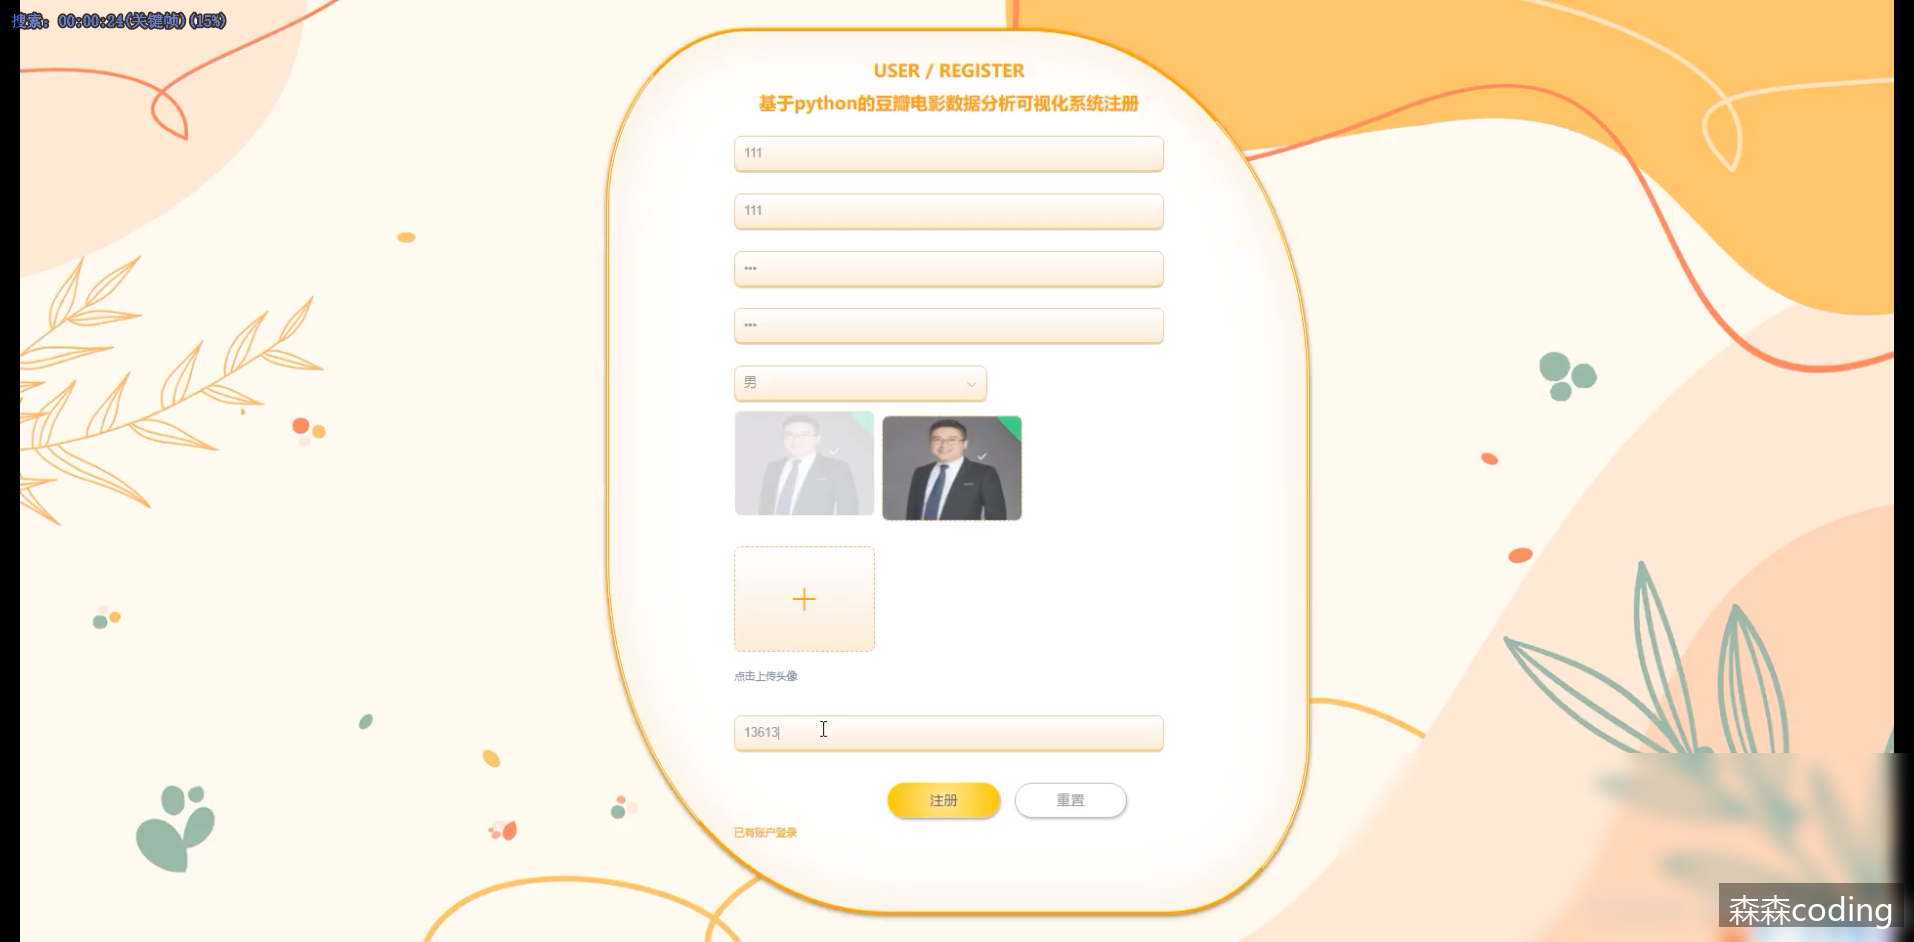 搜索: 00:00:24(关键帧)(15%)
USER / REGISTER
基于python的豆瓣电影数据分析可视化系统注册
111
111
•••
•••
男
点击上传头像
13613
注册
重置
已有账户登录
森森coding